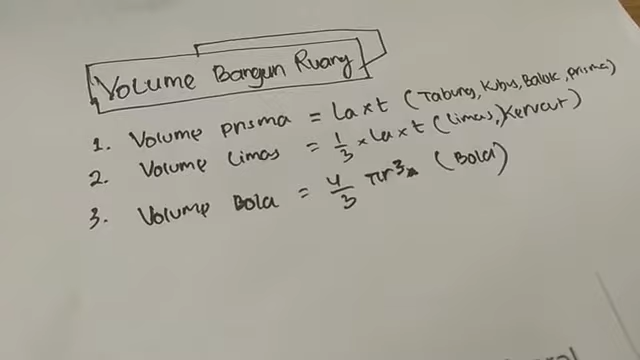 Volume Bangun Ruang
1. Volume prisma = La x t (Tabung, Kubus, Balok, prisma)
2. Volume limas = 1/3 x La x t (limas, Kerucut)
3. Volume Bola = 4/3 πr³ (Bola)